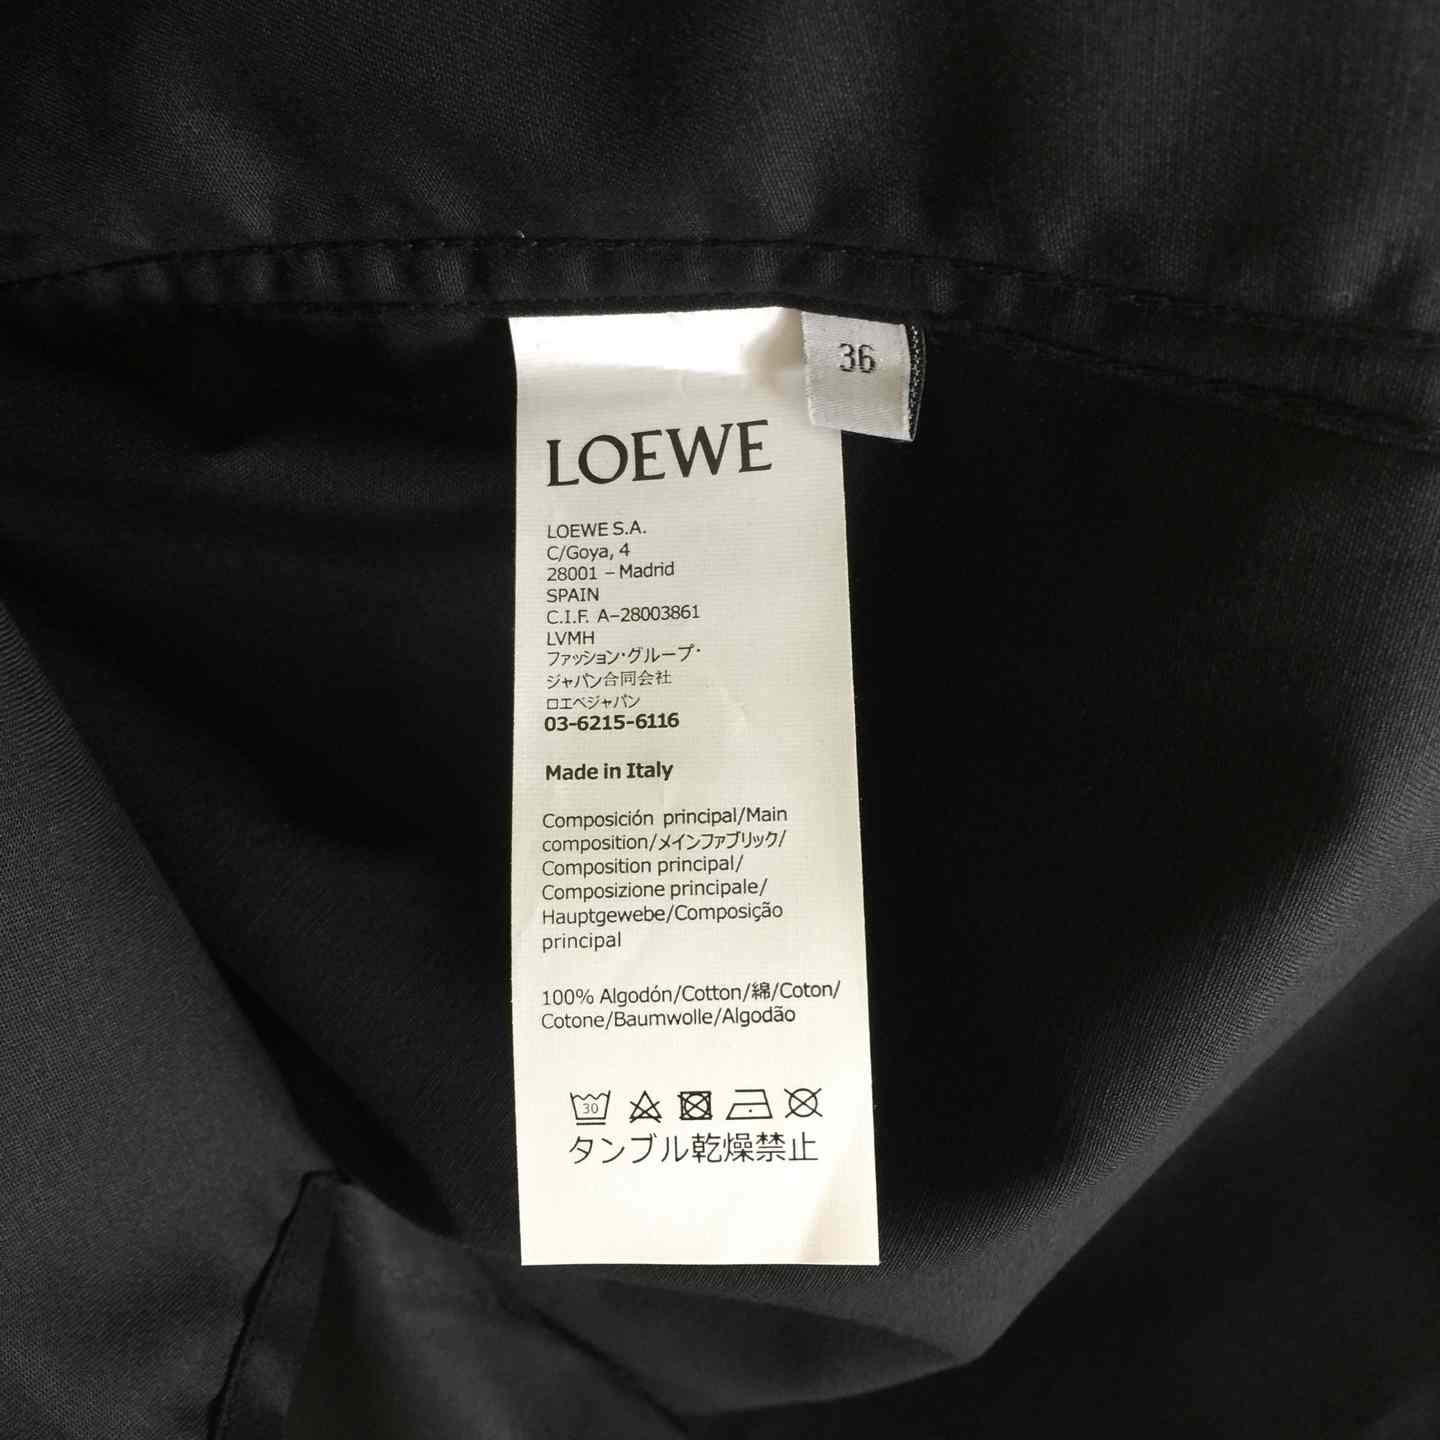 36
LOEWE
LOEWE S.A.
C/Goya, 4
28001 – Madrid
SPAIN
C.I.F. A–28003861
LVMH
ファッション・グループ・
ジャパン合同会社
ロエベジャパン
03-6215-6116
Made in Italy
Composición principal/Main
composition/メインファブリック/
Composition principal/
Composizione principale/
Hauptgewebe/Composição
principal
100% Algodón/Cotton/綿/Coton/
Cotone/Baumwolle/Algodão
30
タンブル乾燥禁止